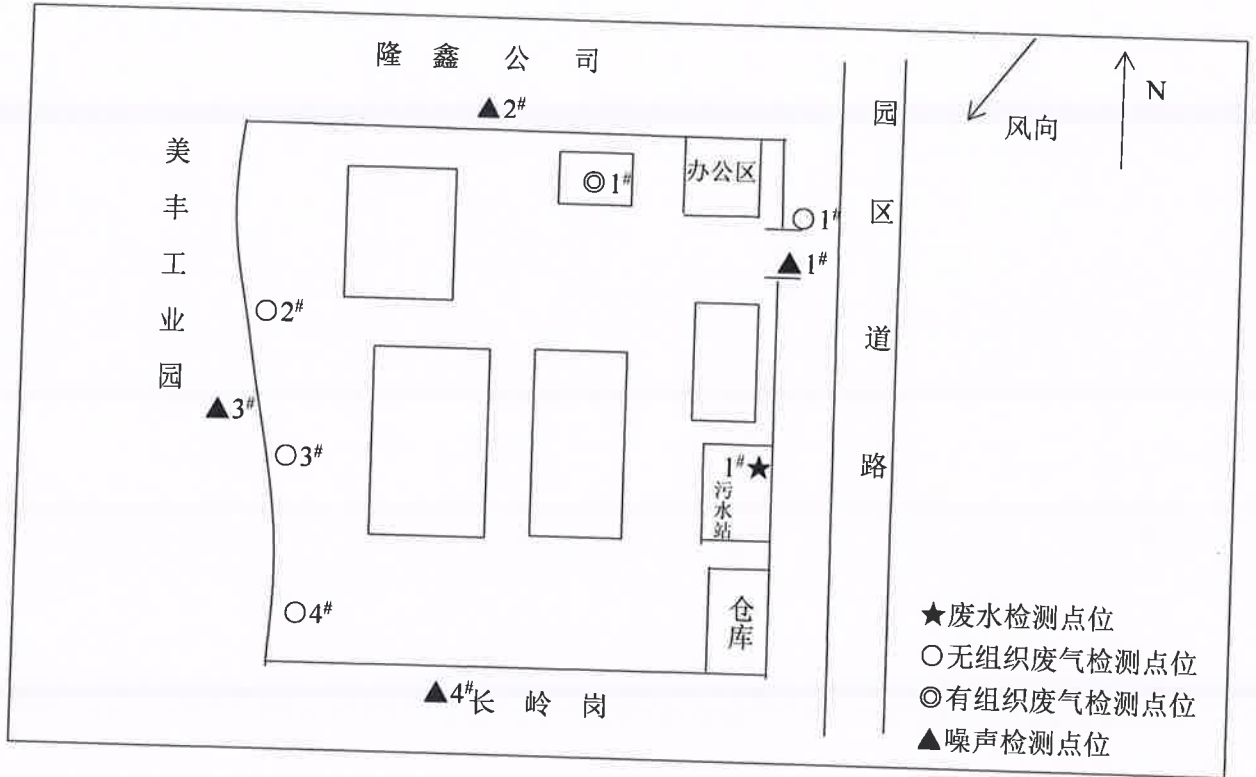 隆鑫公司
▲2#
N
风向
美丰工业园
园区道路
◎1#
办公区
○1#
▲1#
○2#
▲3#
○3#
1#★
污水站
○4#
仓库
▲4#
长岭岗
★废水检测点位
○无组织废气检测点位
◎有组织废气检测点位
▲噪声检测点位